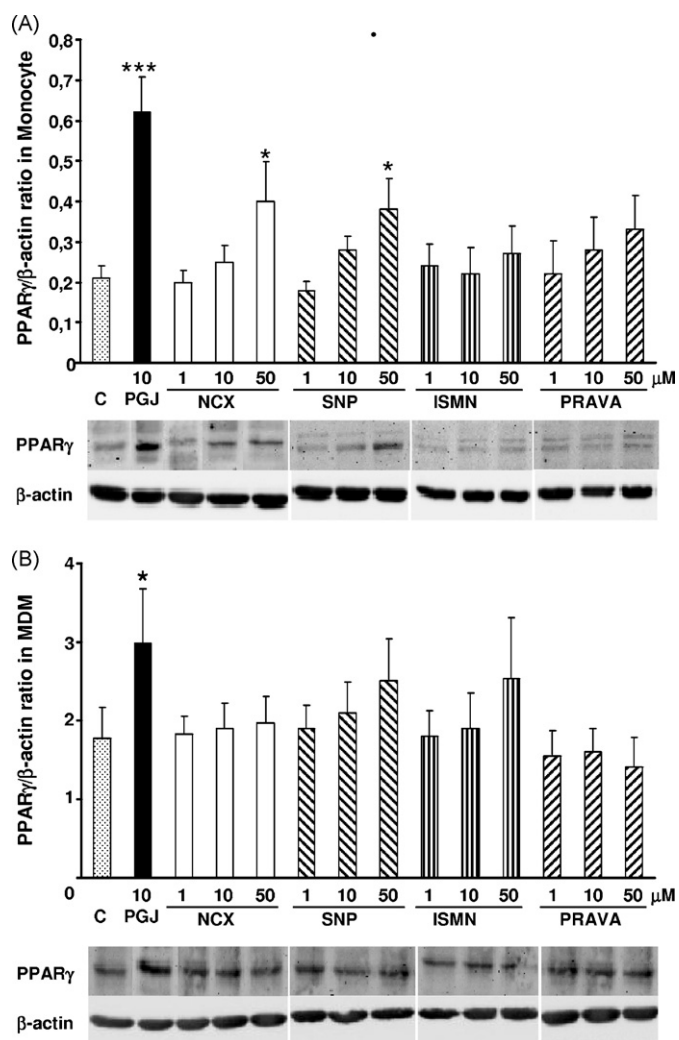 (A)
PPARγ/β-actin ratio in Monocyte
0,8
0,7
0,6
0,5
0,4
0,3
0,2
0,1
0
***
*
*
10 1 10 50 1 10 50 1 10 50 1 10 50 μM
C PGJ NCX SNP ISMN PRAVA
PPARγ
β-actin
(B)
PPARγ/β-actin ratio in MDM
4
3
2
1
0
*
10 1 10 50 1 10 50 1 10 50 1 10 50 μM
C PGJ NCX SNP ISMN PRAVA
PPARγ
β-actin